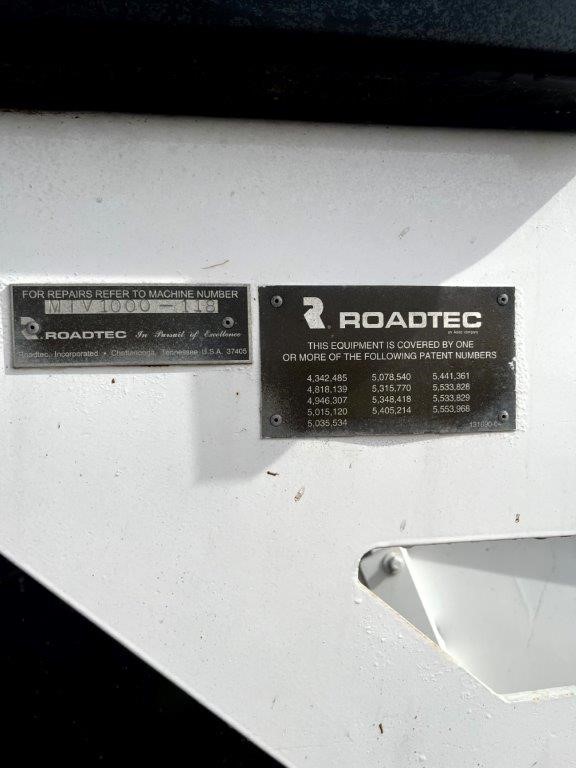 FOR REPAIRS REFER TO MACHINE NUMBER
MTV1000-118
ROADTEC In Pursuit of Excellence
Roadtec, Incorporated • Chattanooga, Tennessee U.S.A. 37405
R ROADTEC
an Astec company
THIS EQUIPMENT IS COVERED BY ONE
OR MORE OF THE FOLLOWING PATENT NUMBERS
4,342,485 5,078,540 5,441,361
4,818,139 5,315,770 5,533,828
4,946,307 5,348,418 5,533,829
5,015,120 5,405,214 5,553,968
5,035,534